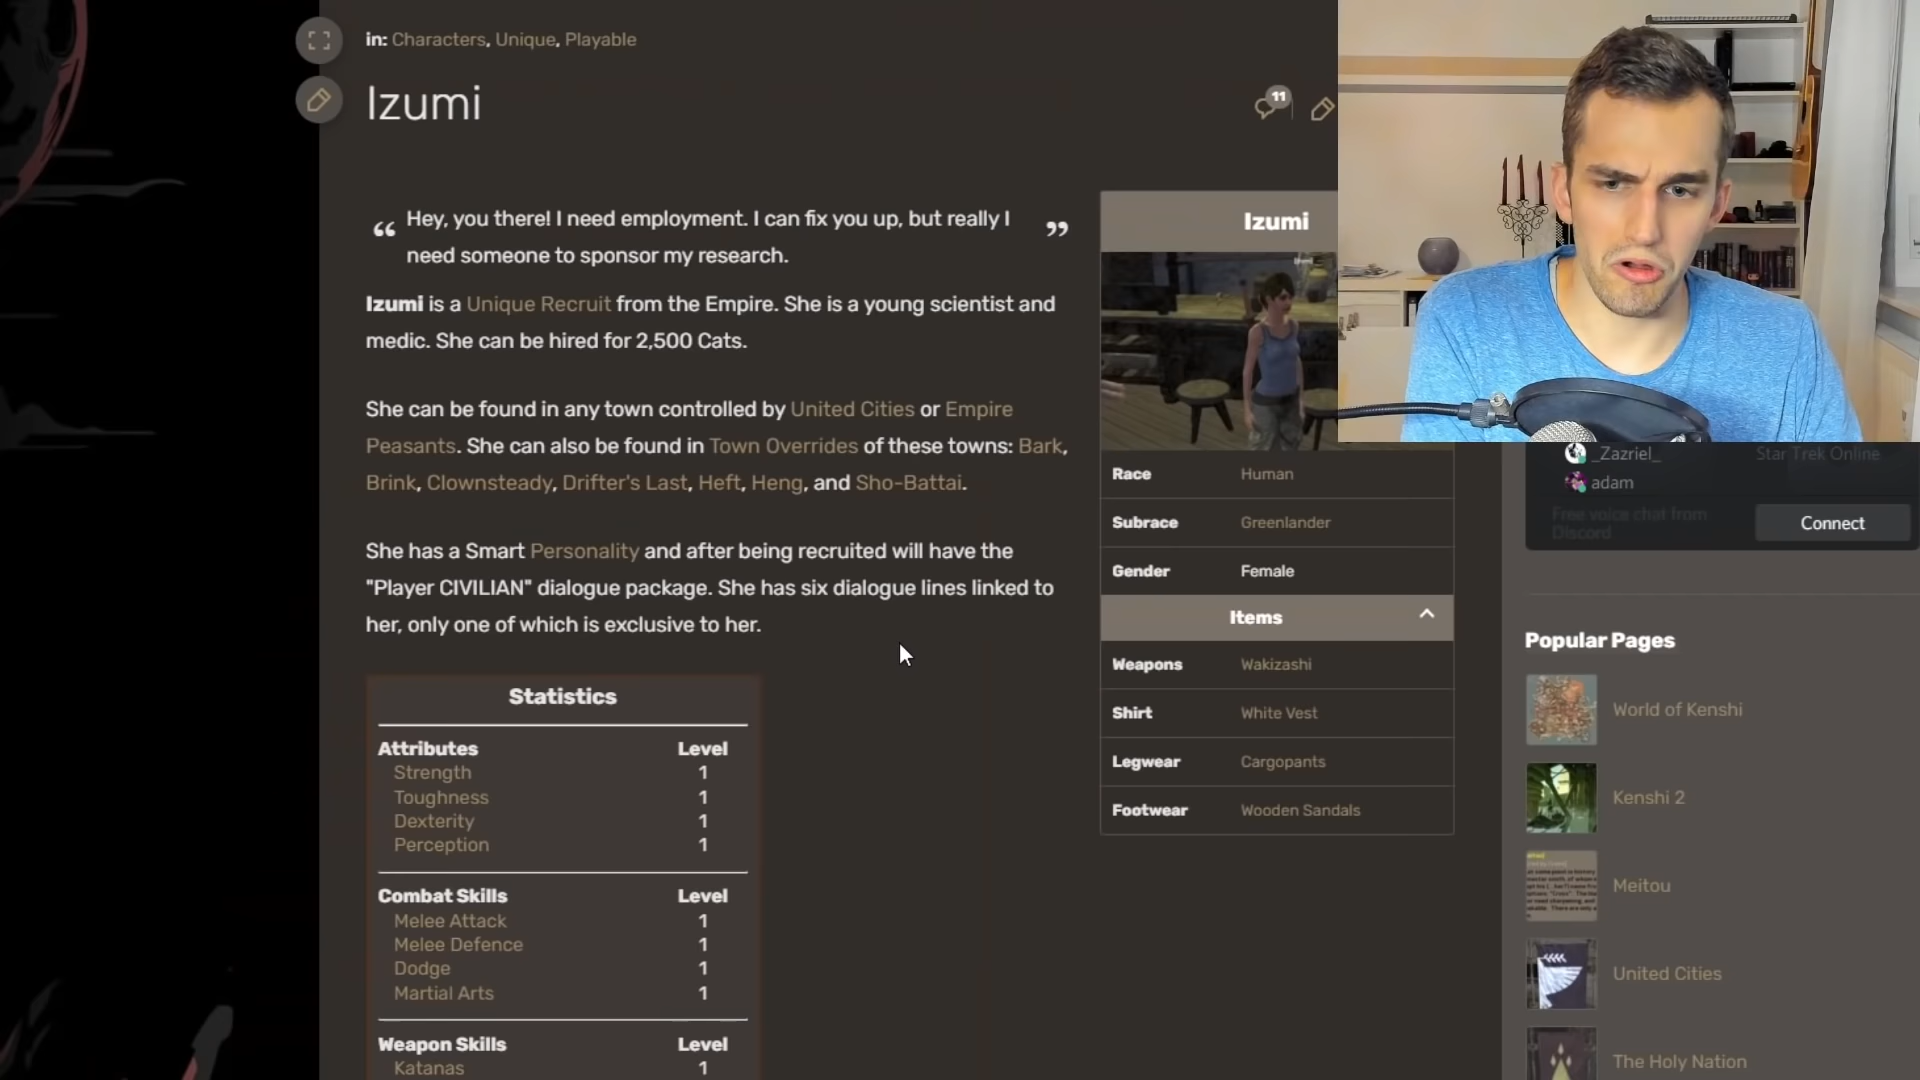 in: Characters, Unique, Playable
Izumi
11
“ Hey, you there! I need employment. I can fix you up, but really I ”
need someone to sponsor my research.
Izumi is a Unique Recruit from the Empire. She is a young scientist and
medic. She can be hired for 2,500 Cats.
She can be found in any town controlled by United Cities or Empire
Peasants. She can also be found in Town Overrides of these towns: Bark,
Brink, Clownsteady, Drifter's Last, Heft, Heng, and Sho-Battai.
She has a Smart Personality and after being recruited will have the
"Player CIVILIAN" dialogue package. She has six dialogue lines linked to
her, only one of which is exclusive to her.
Statistics
Attributes Level
Strength 1
Toughness 1
Dexterity 1
Perception 1
Combat Skills Level
Melee Attack 1
Melee Defence 1
Dodge 1
Martial Arts 1
Weapon Skills Level
Katanas 1
Izumi
Race Human
Subrace Greenlander
Gender Female
Items
Weapons Wakizashi
Shirt White Vest
Legwear Cargopants
Footwear Wooden Sandals
_Zazriel_ Star Trek Online
adam
Free voice chat from
Discord
Connect
Popular Pages
World of Kenshi
Kenshi 2
Meitou
United Cities
The Holy Nation